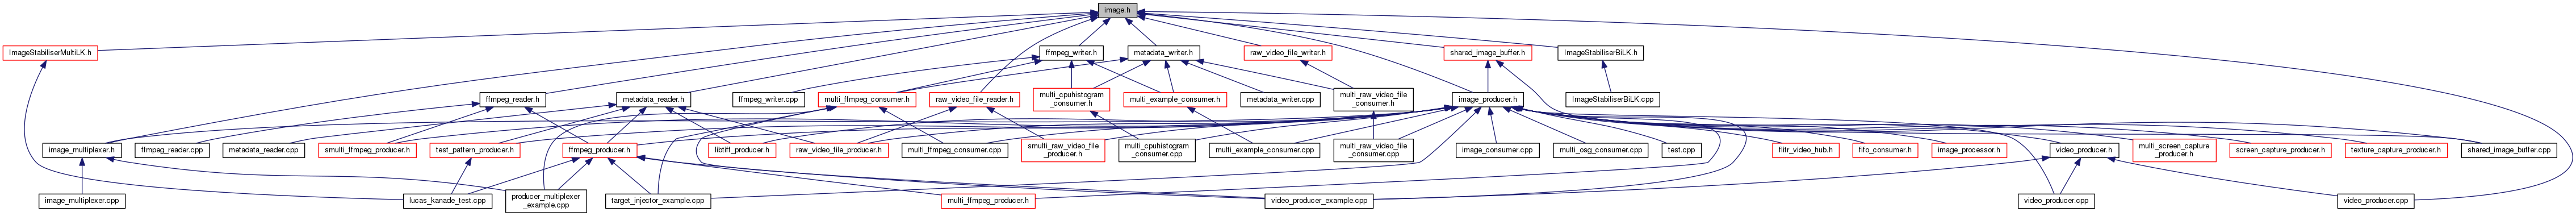 image.h
ImageStabiliserMultiLK.h
ffmpeg_writer.h
metadata_writer.h
raw_video_file_writer.h
shared_image_buffer.h
ImageStabiliserBiLK.h
ffmpeg_reader.h
metadata_reader.h
ffmpeg_writer.cpp
multi_ffmpeg_consumer.h
raw_video_file_reader.h
multi_cpuhistogram
_consumer.h
multi_example_consumer.h
metadata_writer.cpp
multi_raw_video_file
_consumer.h
image_producer.h
ImageStabiliserBiLK.cpp
image_multiplexer.h
ffmpeg_reader.cpp
metadata_reader.cpp
smulti_ffmpeg_producer.h
test_pattern_producer.h
ffmpeg_producer.h
libtiff_producer.h
raw_video_file_producer.h
multi_ffmpeg_consumer.cpp
smulti_raw_video_file
_producer.h
multi_cpuhistogram
_consumer.cpp
multi_example_consumer.cpp
multi_raw_video_file
_consumer.cpp
image_consumer.cpp
multi_osg_consumer.cpp
test.cpp
flitr_video_hub.h
fifo_consumer.h
image_processor.h
video_producer.h
multi_screen_capture
_producer.h
screen_capture_producer.h
texture_capture_producer.h
shared_image_buffer.cpp
image_multiplexer.cpp
lucas_kanade_test.cpp
producer_multiplexer
_example.cpp
target_injector_example.cpp
multi_ffmpeg_producer.h
video_producer_example.cpp
video_producer.cpp
video_producer.cpp